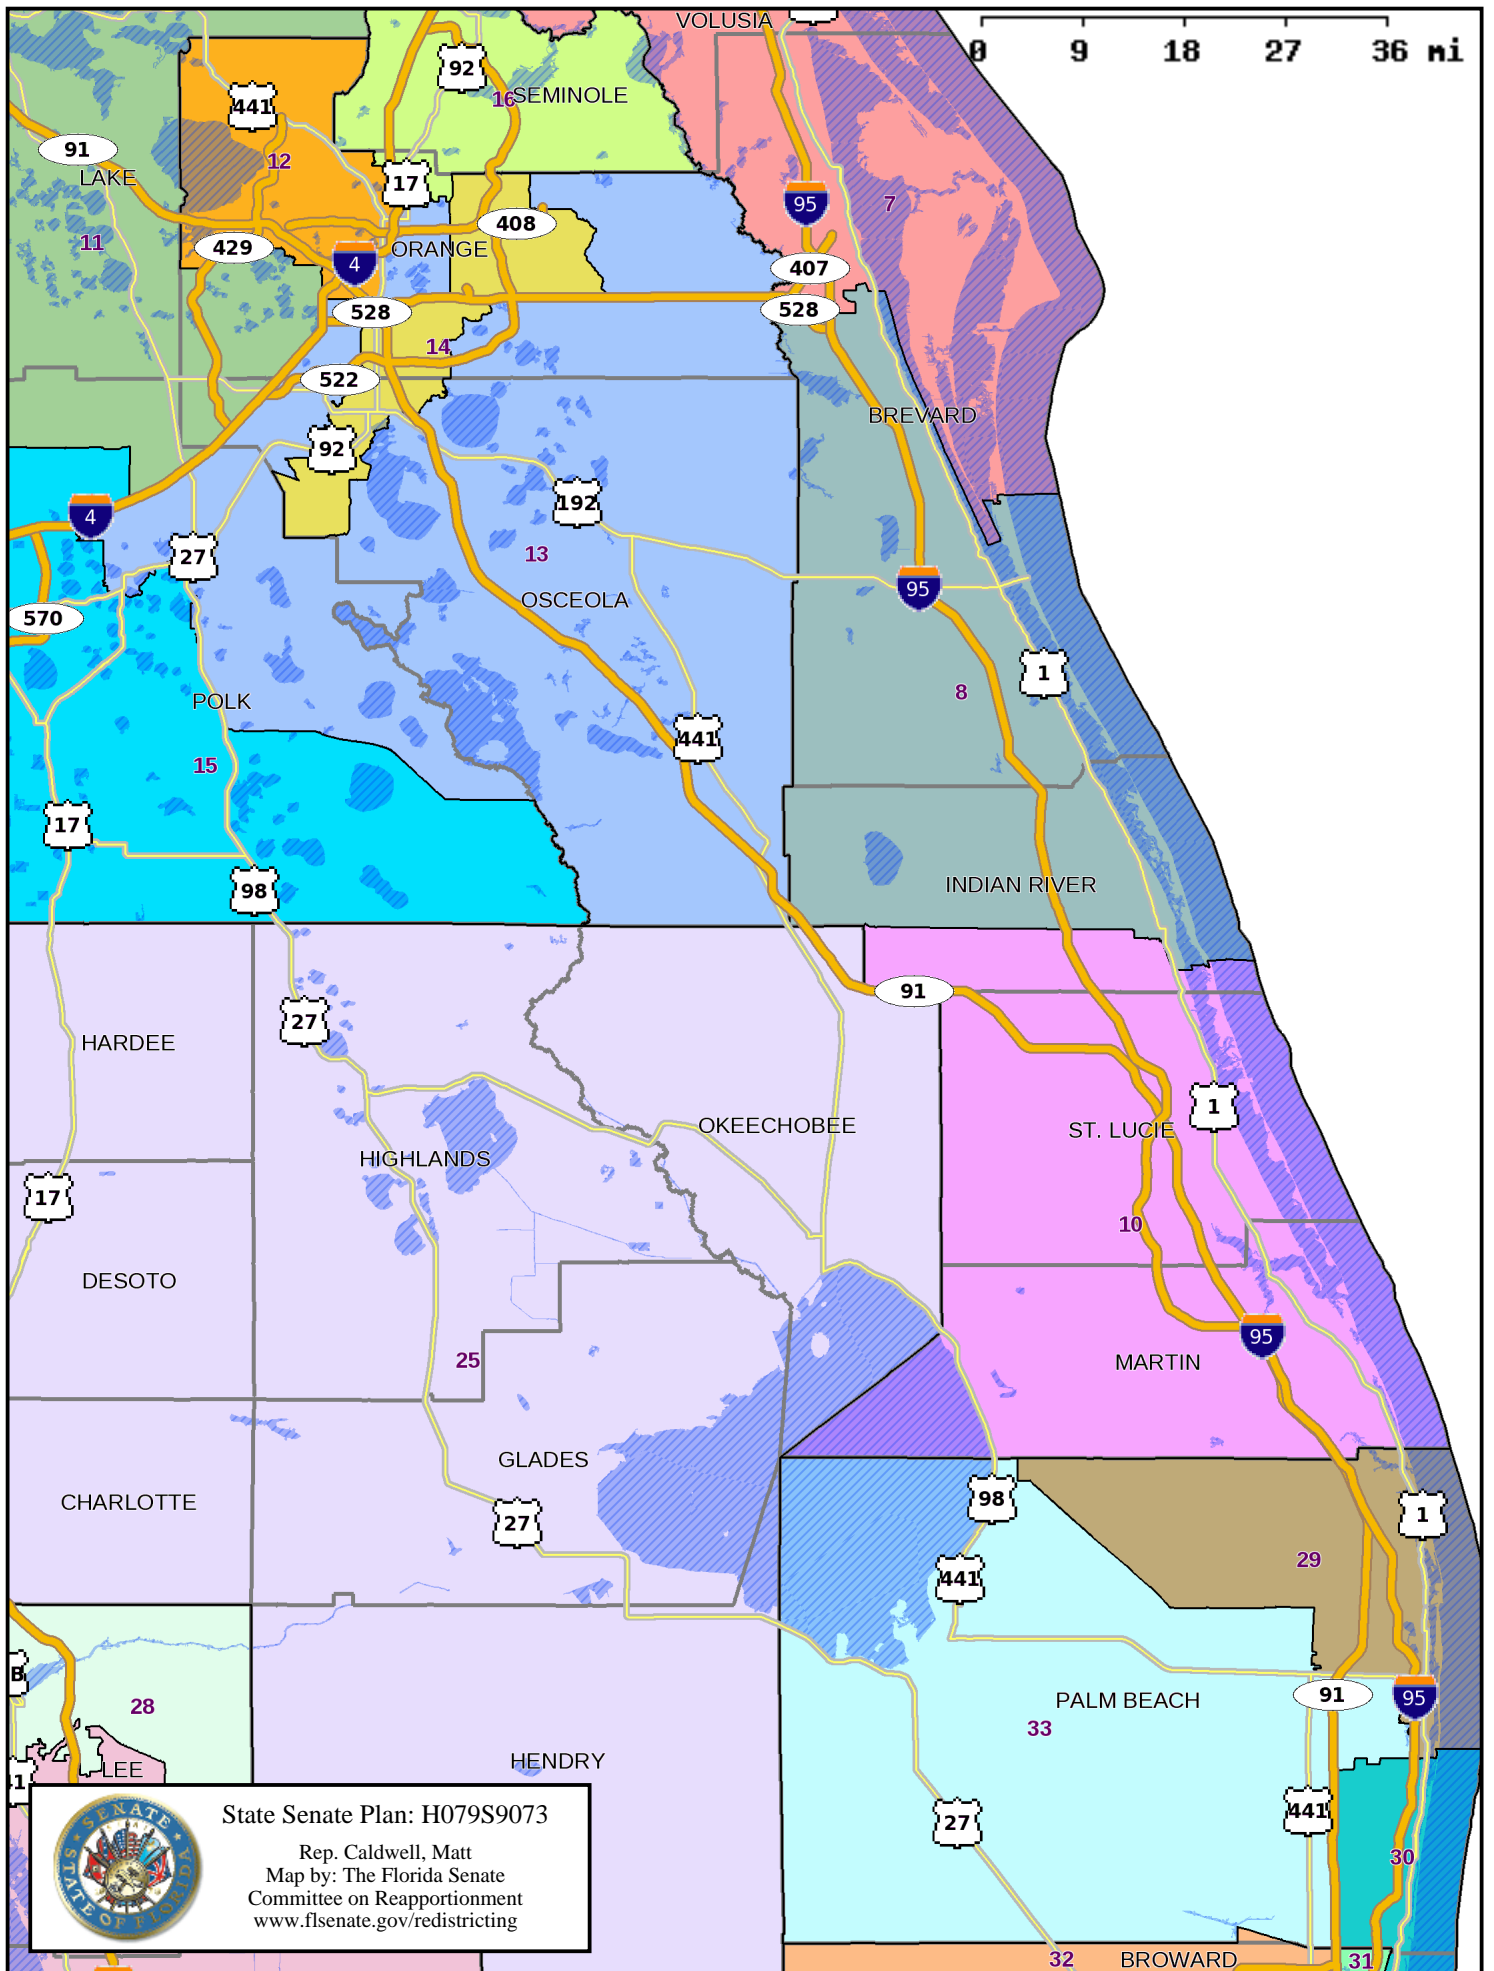 VOLUSIA
0 9 18 27 36 mi
92
16
SEMINOLE
441
12
91
LAKE
17
95
7
408
11
429
ORANGE
4
407
528
528
14
522
BREVARD
92
192
4
27
13
95
OSCEOLA
570
1
8
POLK
441
15
17
98
INDIAN RIVER
91
27
HARDEE
1
OKEECHOBEE
ST. LUCIE
HIGHLANDS
17
10
DESOTO
95
25
MARTIN
GLADES
98
CHARLOTTE
27
1
29
441
B
28
PALM BEACH
91
95
33
LEE
HENDRY
41
441
27
30
SENATE
STATE OF FLORIDA
State Senate Plan: H079S9073
Rep. Caldwell, Matt
Map by: The Florida Senate
Committee on Reapportionment
www.flsenate.gov/redistricting
32
BROWARD
31